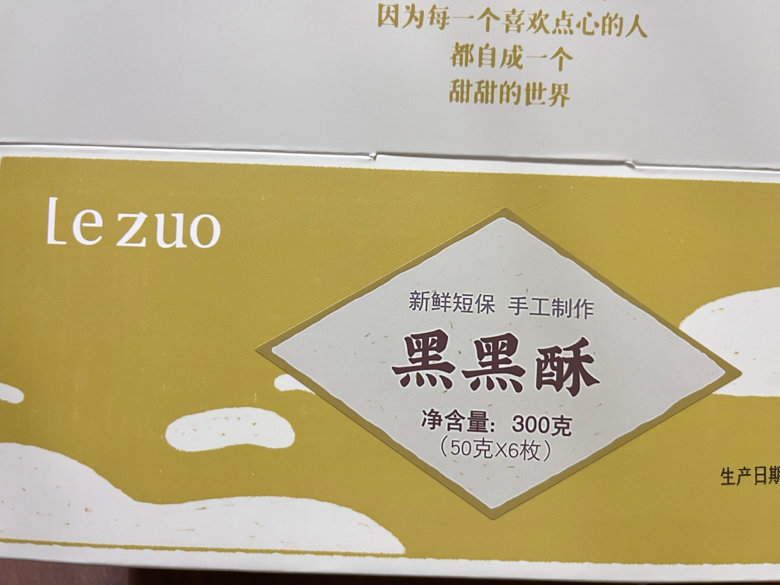 因为每一个喜欢点心的人
都自成一个
甜甜的世界
Le zuo
新鲜短保 手工制作
黑黑酥
净含量：300克
（50克X6枚）
生产日期